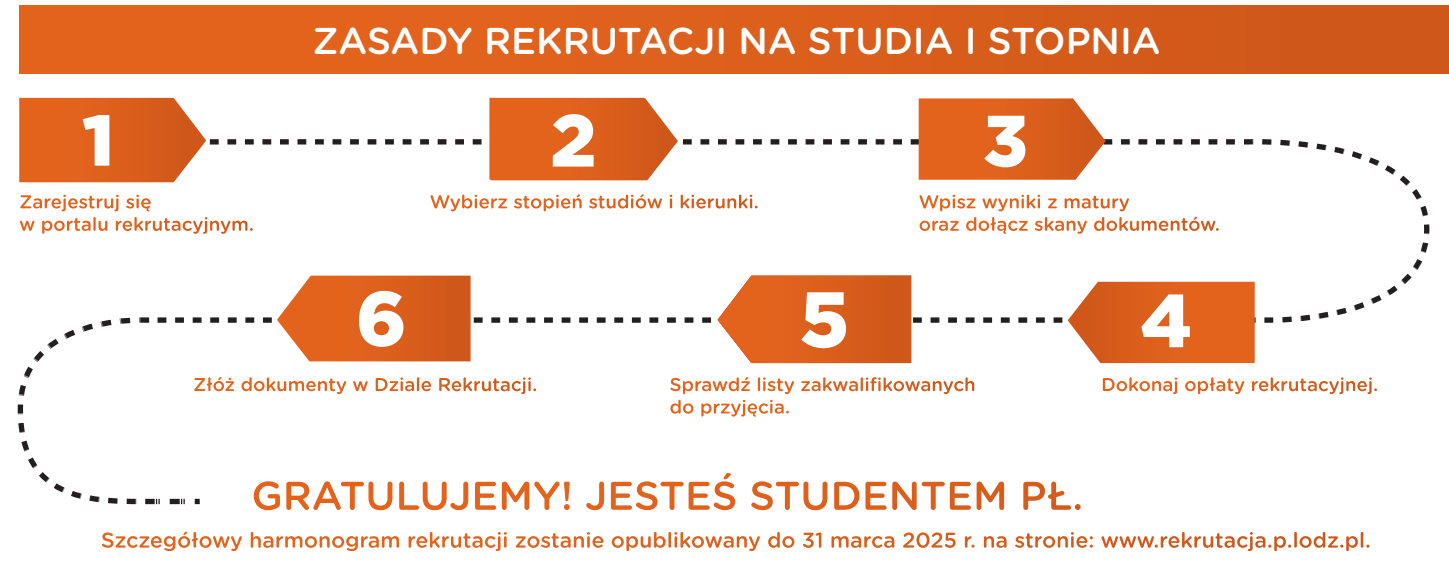 ZASADY REKRUTACJI NA STUDIA I STOPNIA
1
Zarejestruj się
w portalu rekrutacyjnym.
2
Wybierz stopień studiów i kierunki.
3
Wpisz wyniki z matury
oraz dołącz skany dokumentów.
4
Dokonaj opłaty rekrutacyjnej.
5
Sprawdź listy zakwalifikowanych
do przyjęcia.
6
Złóż dokumenty w Dziale Rekrutacji.
GRATULUJEMY! JESTEŚ STUDENTEM PŁ.
Szczegółowy harmonogram rekrutacji zostanie opublikowany do 31 marca 2025 r. na stronie: www.rekrutacja.p.lodz.pl.